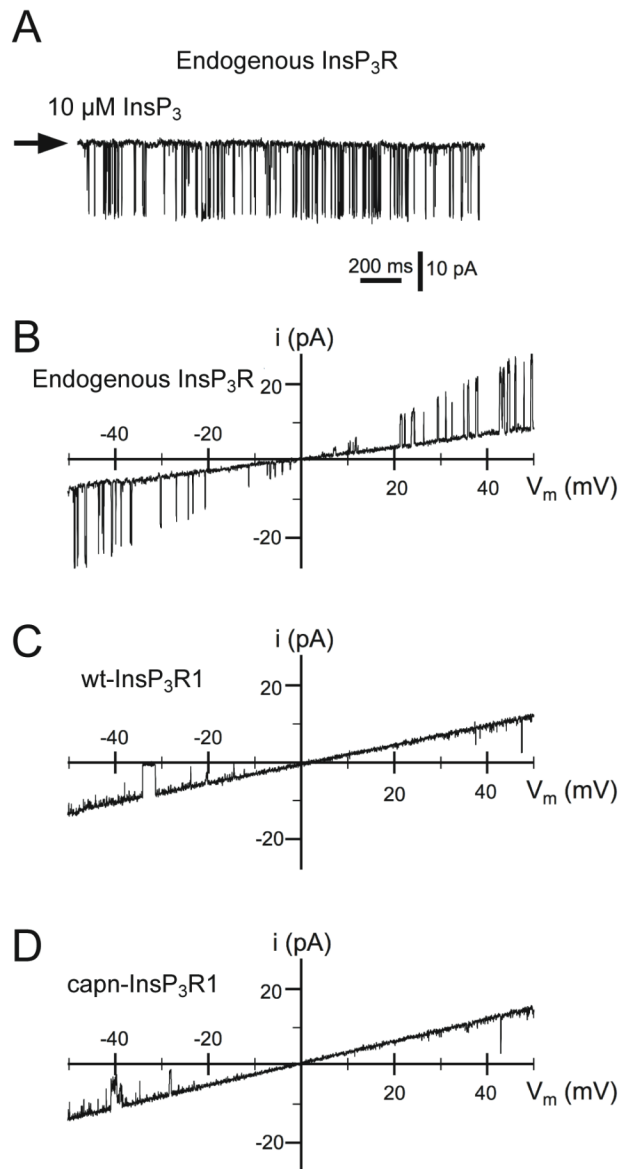 A
Endogenous InsP₃R
10 µM InsP₃
200 ms 10 pA
B
i (pA)
Endogenous InsP₃R
20
-40 -20
20 40 Vₘ (mV)
-20
C
i (pA)
wt-InsP₃R1
20
-40 -20
20 40 Vₘ (mV)
-20
D
i (pA)
capn-InsP₃R1
20
-40 -20
20 40 Vₘ (mV)
-20